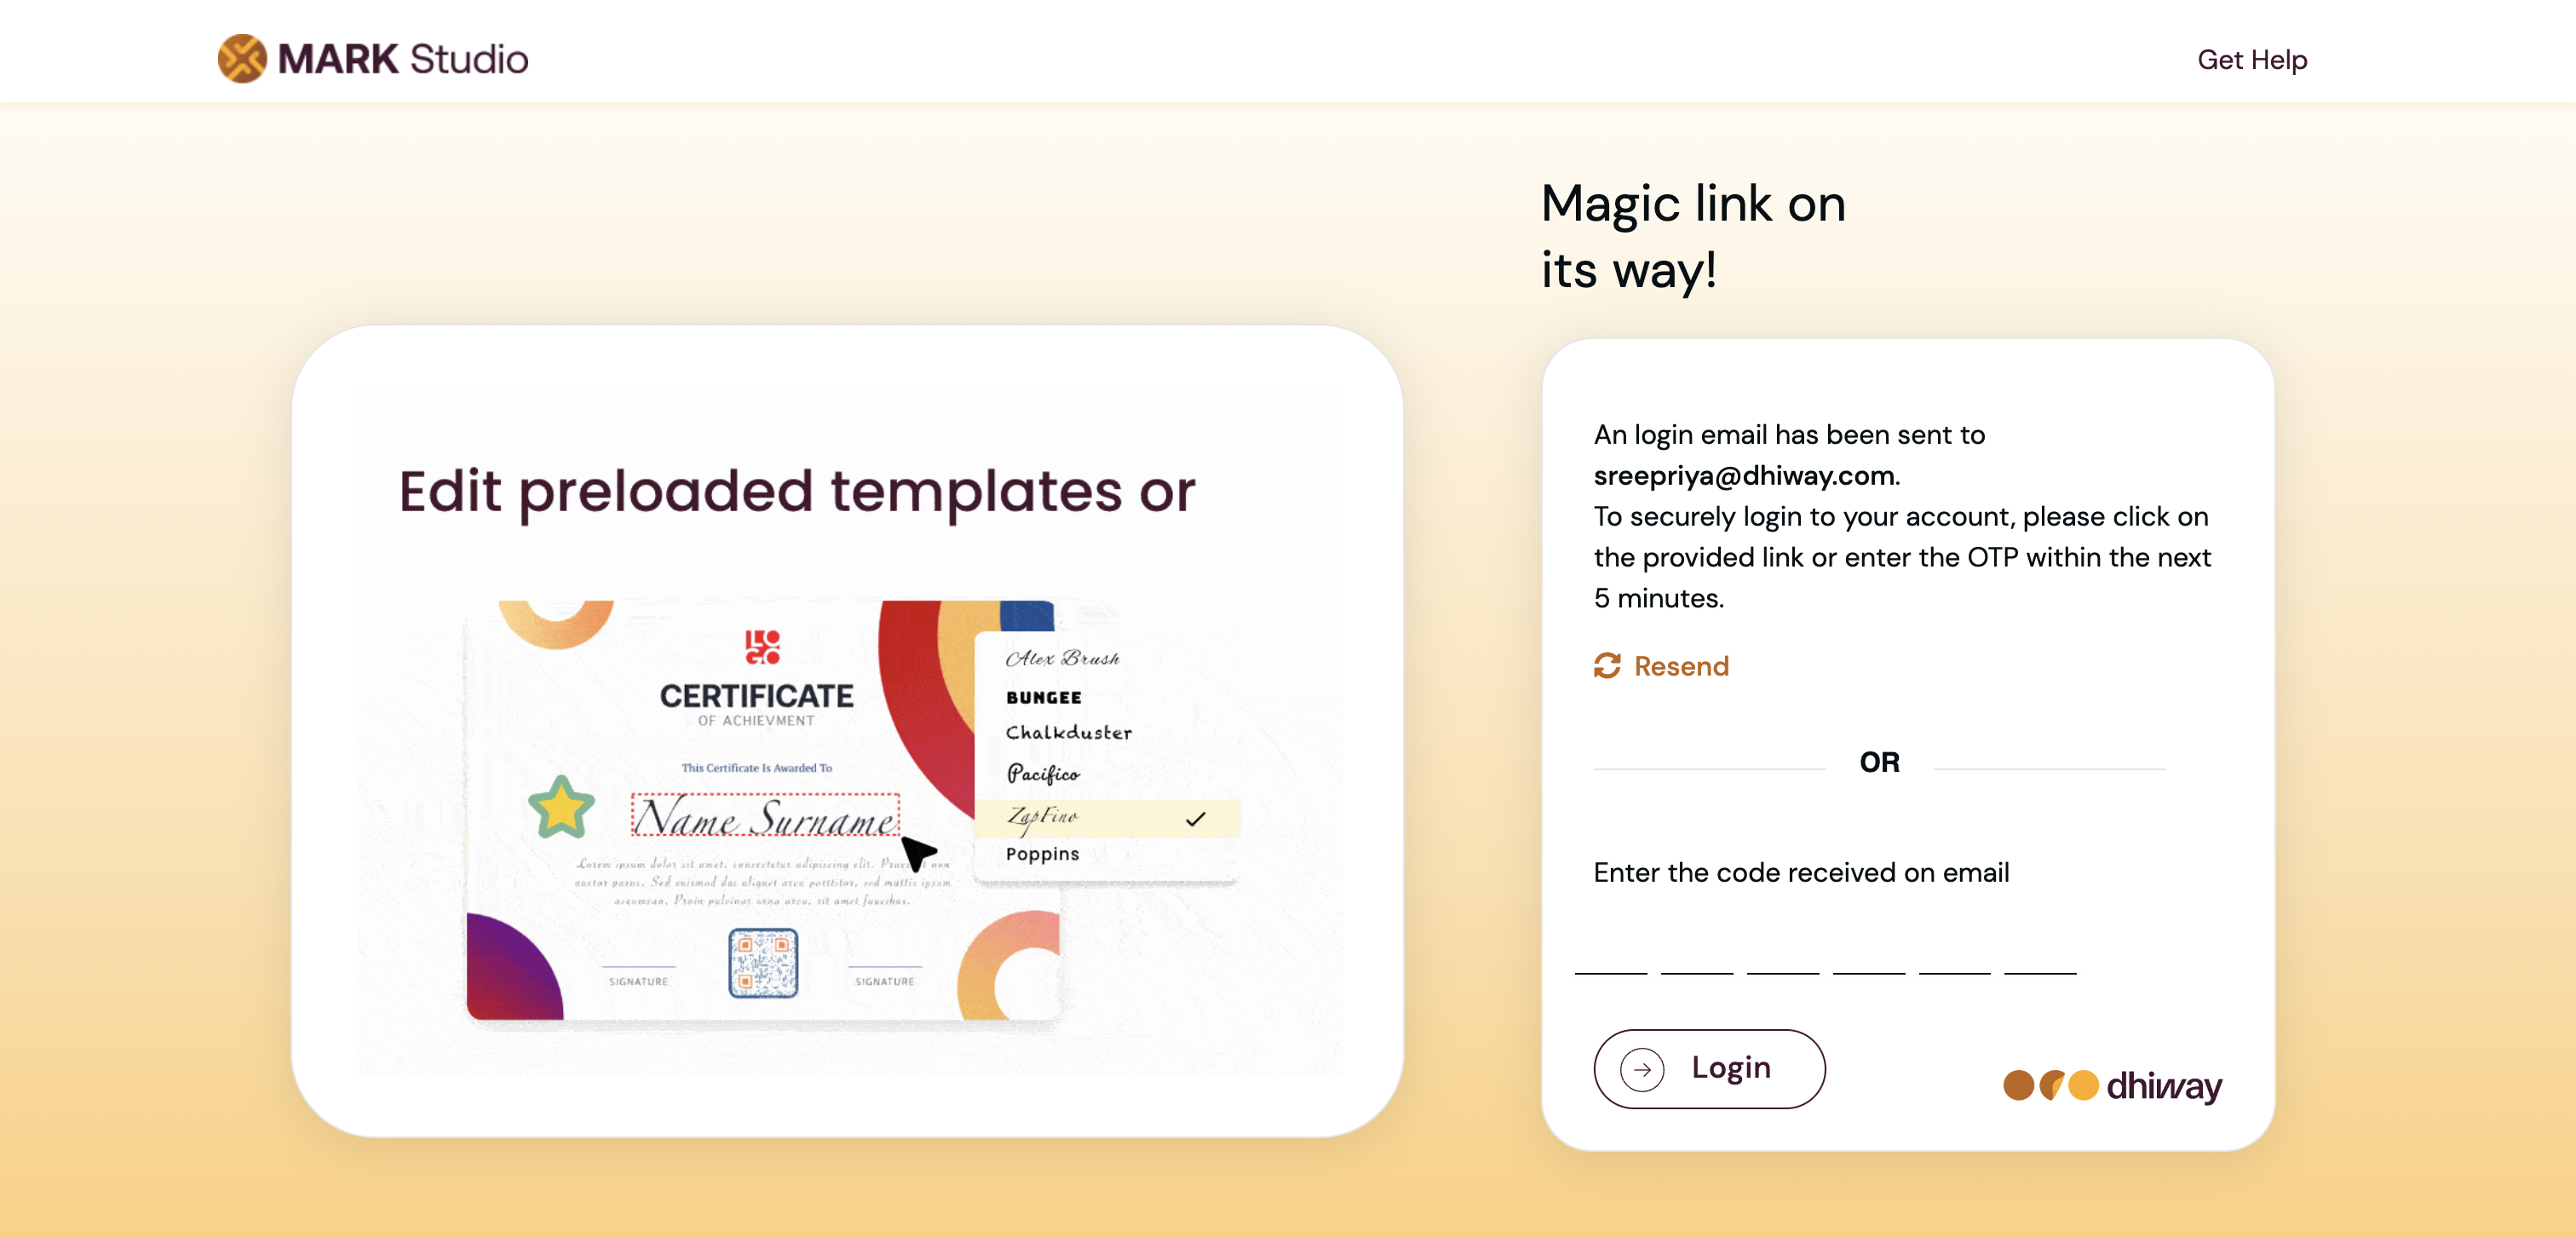 MARK Studio
Get Help
Magic link on
its way!
Edit preloaded templates or
LOGO
CERTIFICATE
OF ACHIEVMENT
This Certificate Is Awarded To
Name Surname
Lorem ipsum dolor sit amet, consectetur adipiscing elit. non
auctor purus. Sed euismod dui aliquet arcu porttitor, sed mattis ipsum
accumsan. Proin pulvinar urna arcu, sit amet faucibus.
SIGNATURE
SIGNATURE
Alex Brush
BUNGEE
Chalkduster
Pacifico
ZapFino
Poppins
An login email has been sent to
sreepriya@dhiway.com.
To securely login to your account, please click on
the provided link or enter the OTP within the next
5 minutes.
Resend
OR
Enter the code received on email
Login
dhiway